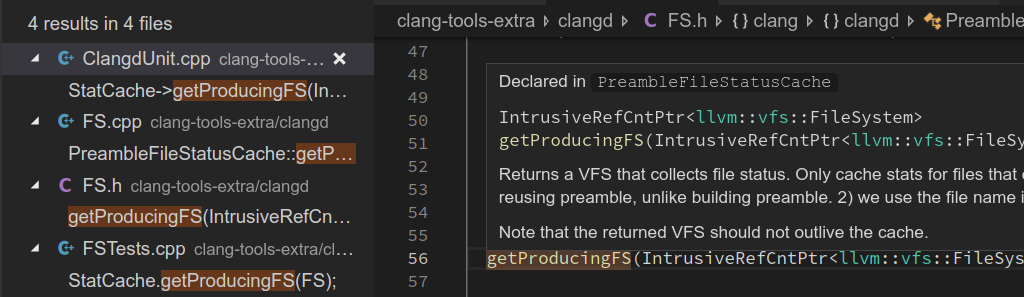 4 results in 4 files
ClangdUnit.cpp clang-tools-...
StatCache->getProducingFS(In...
FS.cpp clang-tools-extra/clangd
PreambleFileStatusCache::getP...
FS.h clang-tools-extra/clangd
getProducingFS(IntrusiveRefCn...
FSTests.cpp clang-tools-extra/cl...
StatCache.getProducingFS(FS);
clang-tools-extra › clangd › FS.h › {} clang › {} clangd › Preamble
47
48
49
50
51
52
53
54
55
56
57
Declared in PreambleFileStatusCache
IntrusiveRefCntPtr<llvm::vfs::FileSystem>
getProducingFS(IntrusiveRefCntPtr<llvm::vfs::FileSy
Returns a VFS that collects file status. Only cache stats for files that
reusing preamble, unlike building preamble. 2) we use the file name i
Note that the returned VFS should not outlive the cache.
getProducingFS(IntrusiveRefCntPtr<llvm::vfs::FileSys